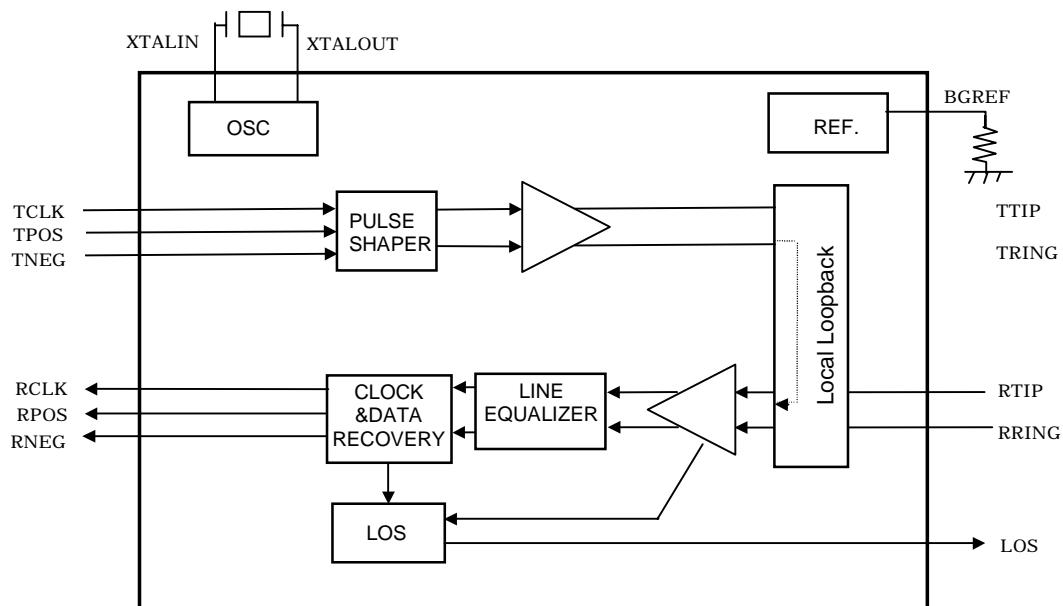 XTALIN
XTALOUT
BGREF
OSC
REF.
TCLK
TPOS
TNEG
PULSE
SHAPER
TTIP
TRING
Local Loopback
RCLK
RPOS
RNEG
CLOCK
&DATA
RECOVERY
LINE
EQUALIZER
RTIP
RRING
LOS
LOS